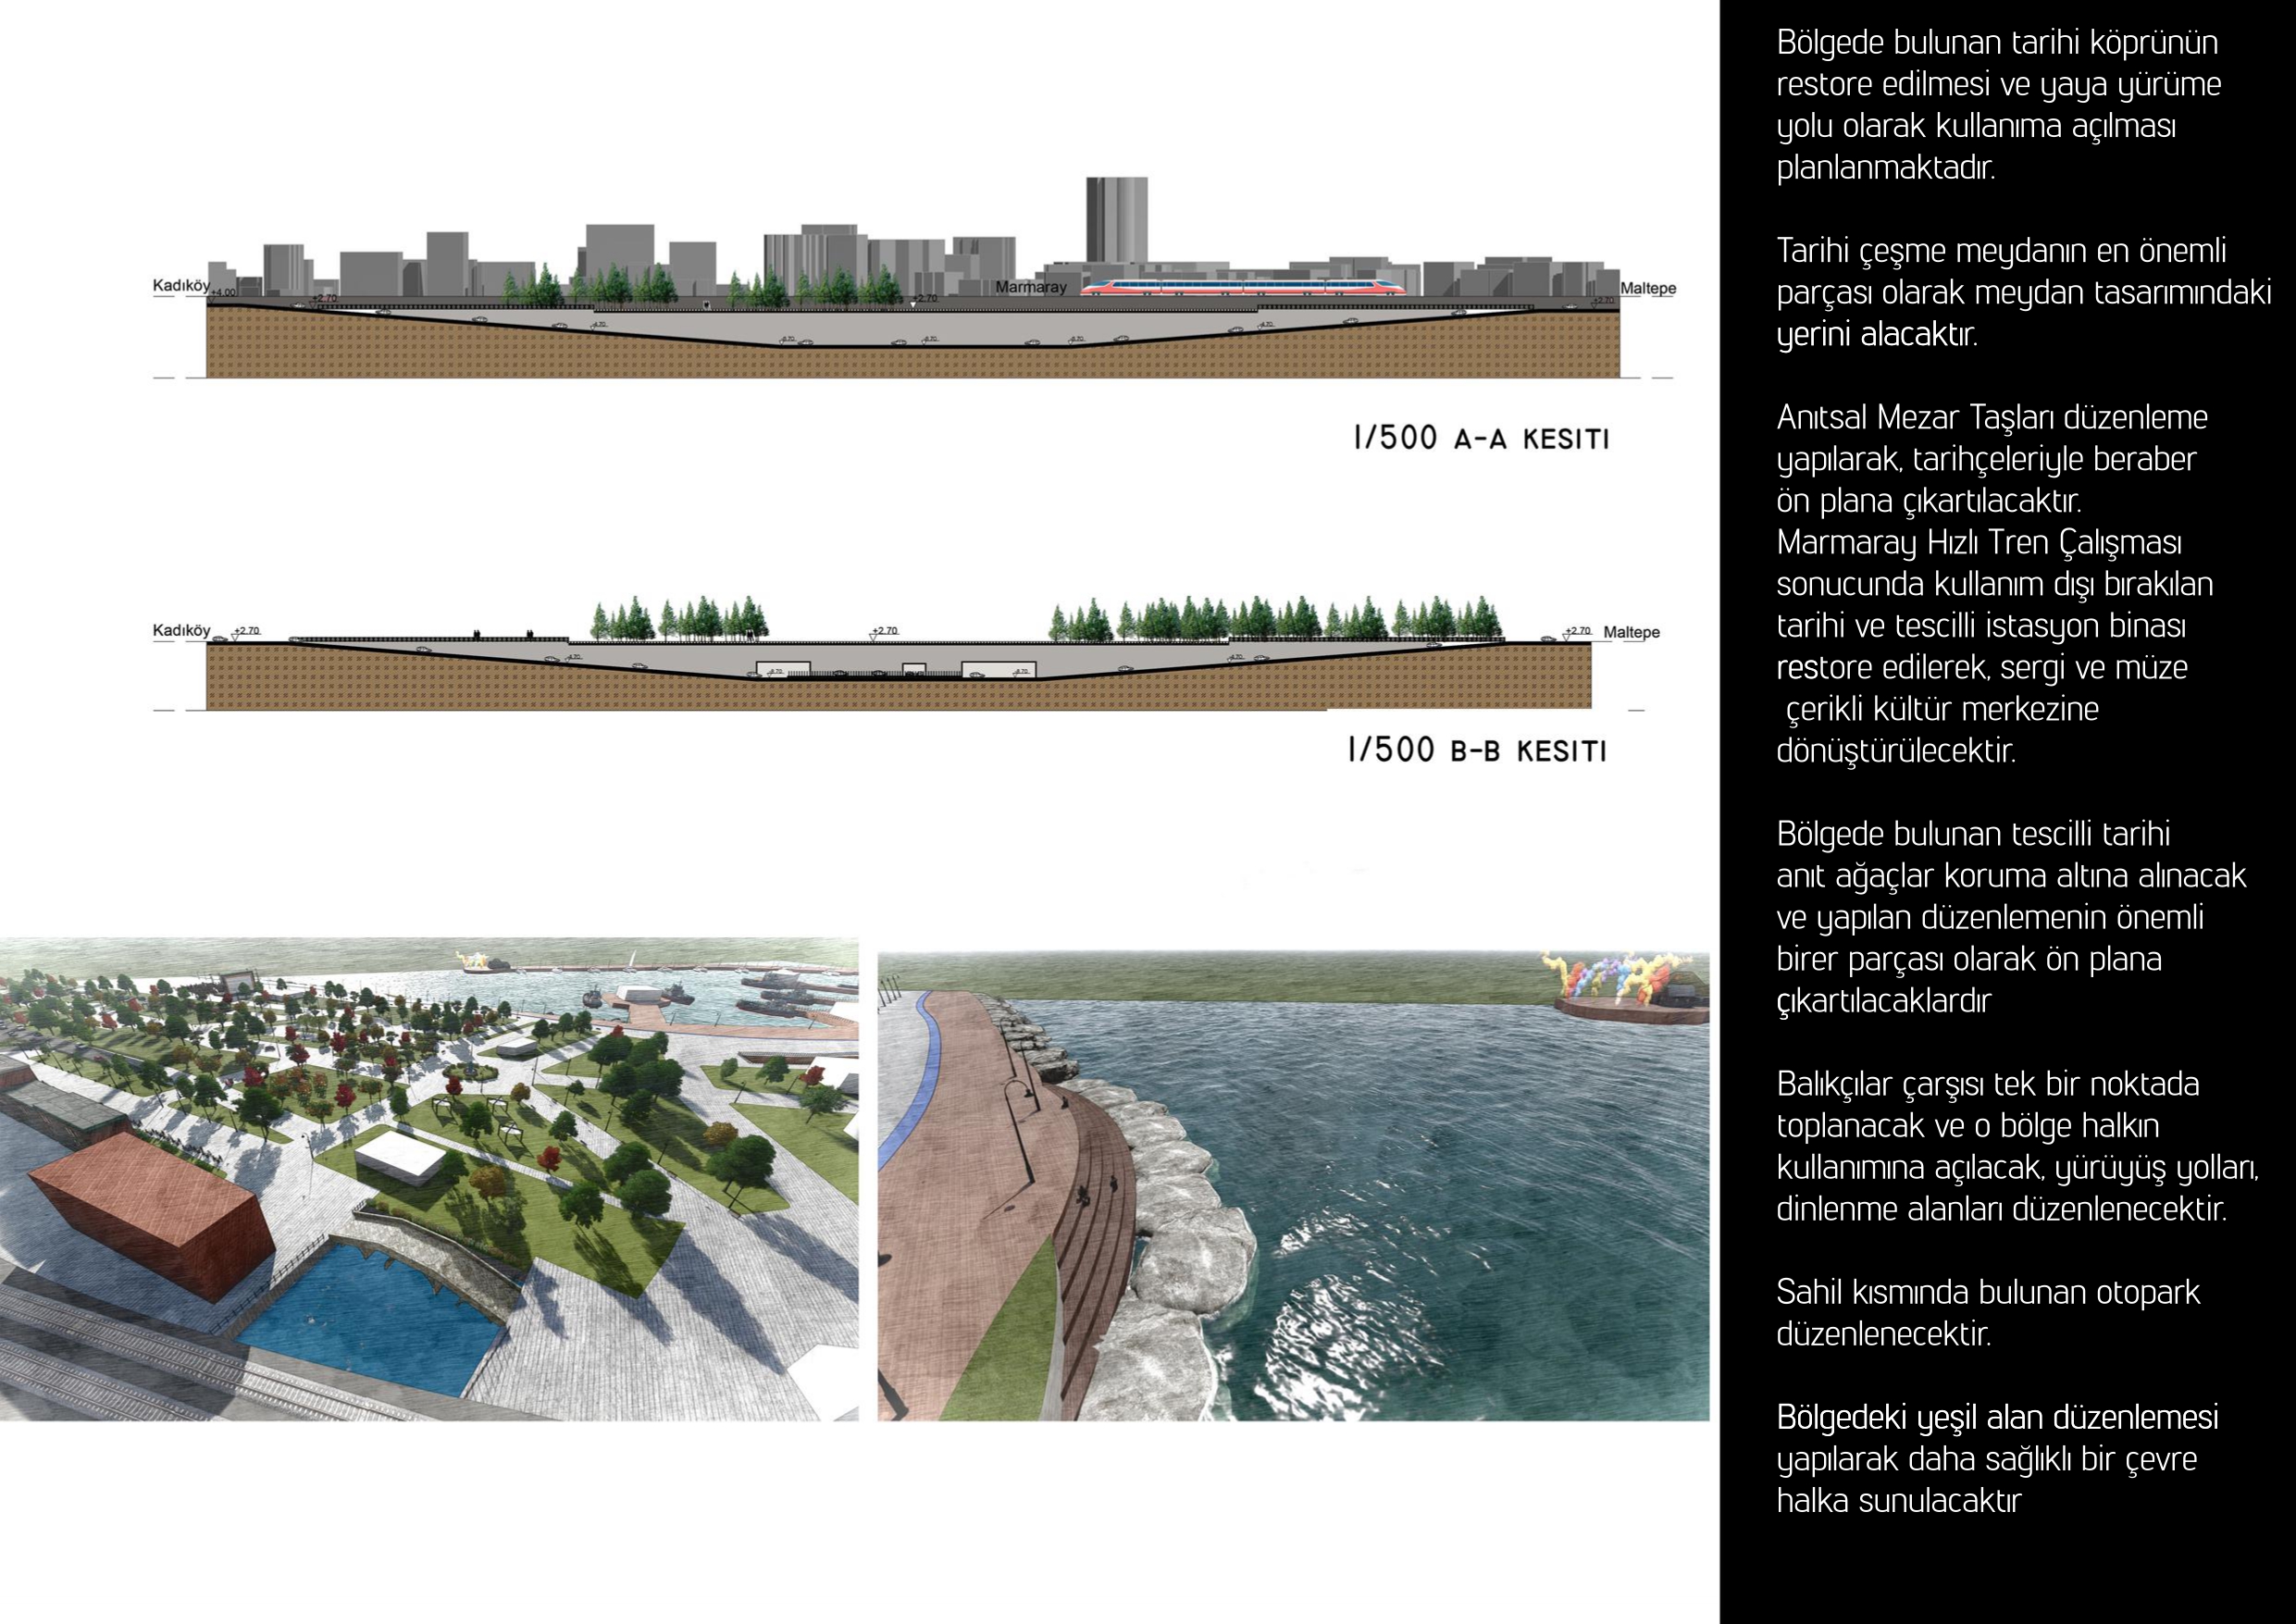 Kadıköy
+4.00
+2.70
+2.70
Marmaray
Maltepe
+2.70
1/500 A-A KESITI
Kadıköy
+2.70
+2.70
+2.70
Maltepe
1/500 B-B KESITI
Bölgede bulunan tarihi köprünün
restore edilmesi ve yaya yürüme
yolu olarak kullanıma açılması
planlanmaktadır.
Tarihi çeşme meydanın en önemli
parçası olarak meydan tasarımındaki
yerini alacaktır.
Anıtsal Mezar Taşları düzenleme
yapılarak, tarihçeleriyle beraber
ön plana çıkartılacaktır.
Marmaray Hızlı Tren Çalışması
sonucunda kullanım dışı bırakılan
tarihi ve tescilli istasyon binası
restore edilerek, sergi ve müze
çerikli kültür merkezine
dönüştürülecektir.
Bölgede bulunan tescilli tarihi
anıt ağaçlar koruma altına alınacak
ve yapılan düzenlemenin önemli
birer parçası olarak ön plana
çıkartılacaklardır
Balıkçılar çarşısı tek bir noktada
toplanacak ve o bölge halkın
kullanımına açılacak, yürüyüş yolları,
dinlenme alanları düzenlenecektir.
Sahil kısmında bulunan otopark
düzenlenecektir.
Bölgedeki yeşil alan düzenlemesi
yapılarak daha sağlıklı bir çevre
halka sunulacaktır